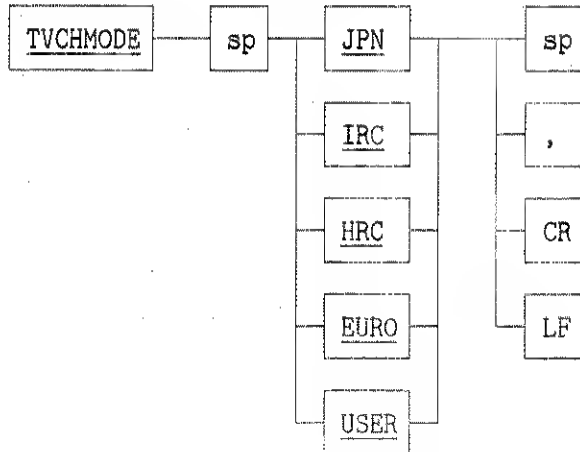 TVCHMODE sp JPN sp
IRC ,
HRC CR
EURO LF
USER